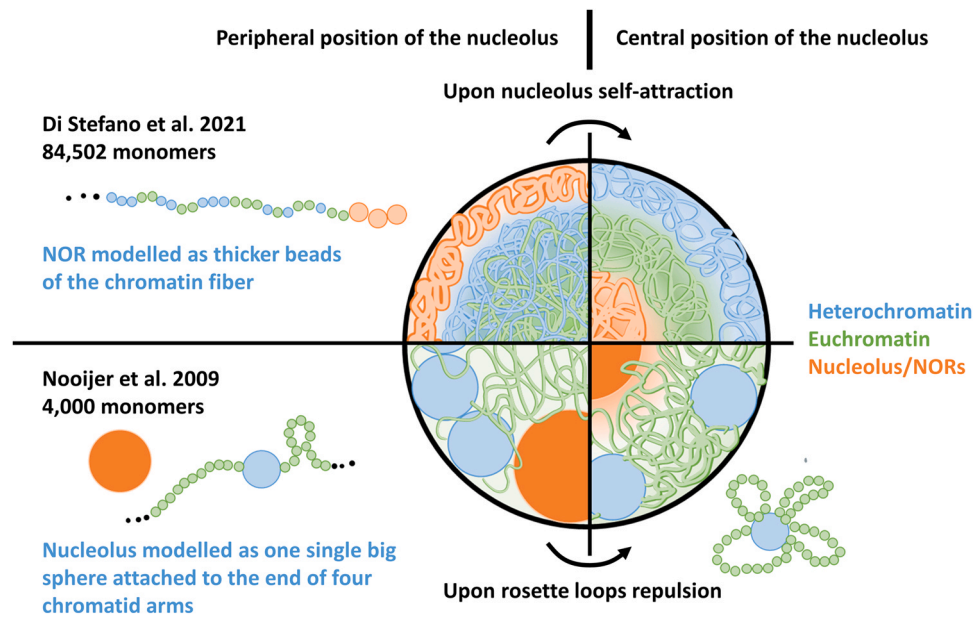 Peripheral position of the nucleolus
Central position of the nucleolus
Upon nucleolus self-attraction
Di Stefano et al. 2021
84,502 monomers
NOR modelled as thicker beads
of the chromatin fiber
Heterochromatin
Euchromatin
Nucleolus/NORs
Nooijer et al. 2009
4,000 monomers
Nucleolus modelled as one single big
sphere attached to the end of four
chromatid arms
Upon rosette loops repulsion